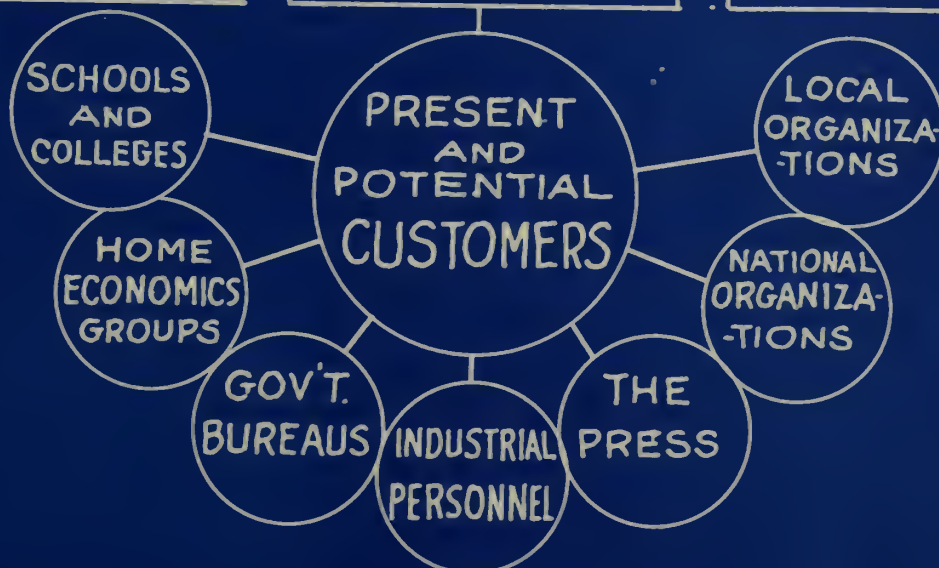 SCHOOLS
AND
COLLEGES
PRESENT
AND
POTENTIAL
CUSTOMERS
LOCAL
ORGANIZA-
-TIONS
HOME
ECONOMICS
GROUPS
NATIONAL
ORGANIZA-
-TIONS
GOV'T.
BUREAUS
INDUSTRIAL
PERSONNEL
THE
PRESS